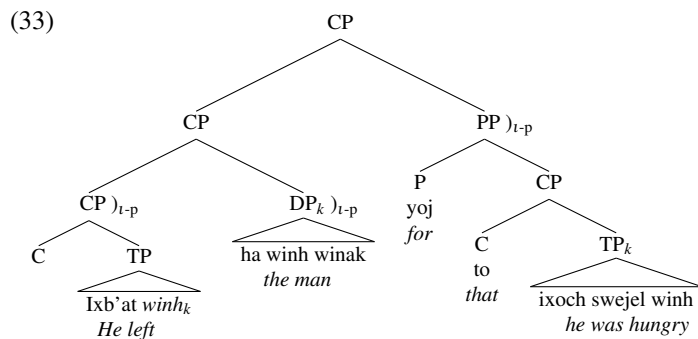 (33)
CP
CP PP )ι-p
CP )ι-p DPₖ )ι-p P CP
yoj
for
C TP ha winh winak C TPₖ
the man to
that
Ixb'at winhₖ ixoch swejel winh
He left he was hungry